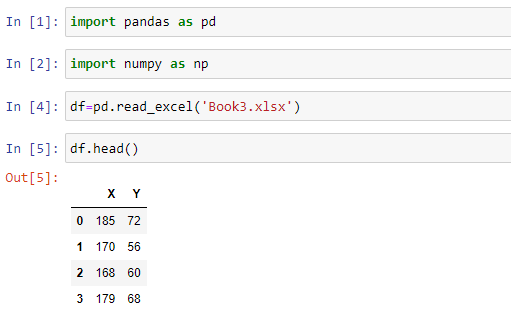 In [1]: import pandas as pd
In [2]: import numpy as np
In [4]: df=pd.read_excel('Book3.xlsx')
In [5]: df.head()
Out[5]:
X Y
0 185 72
1 170 56
2 168 60
3 179 68